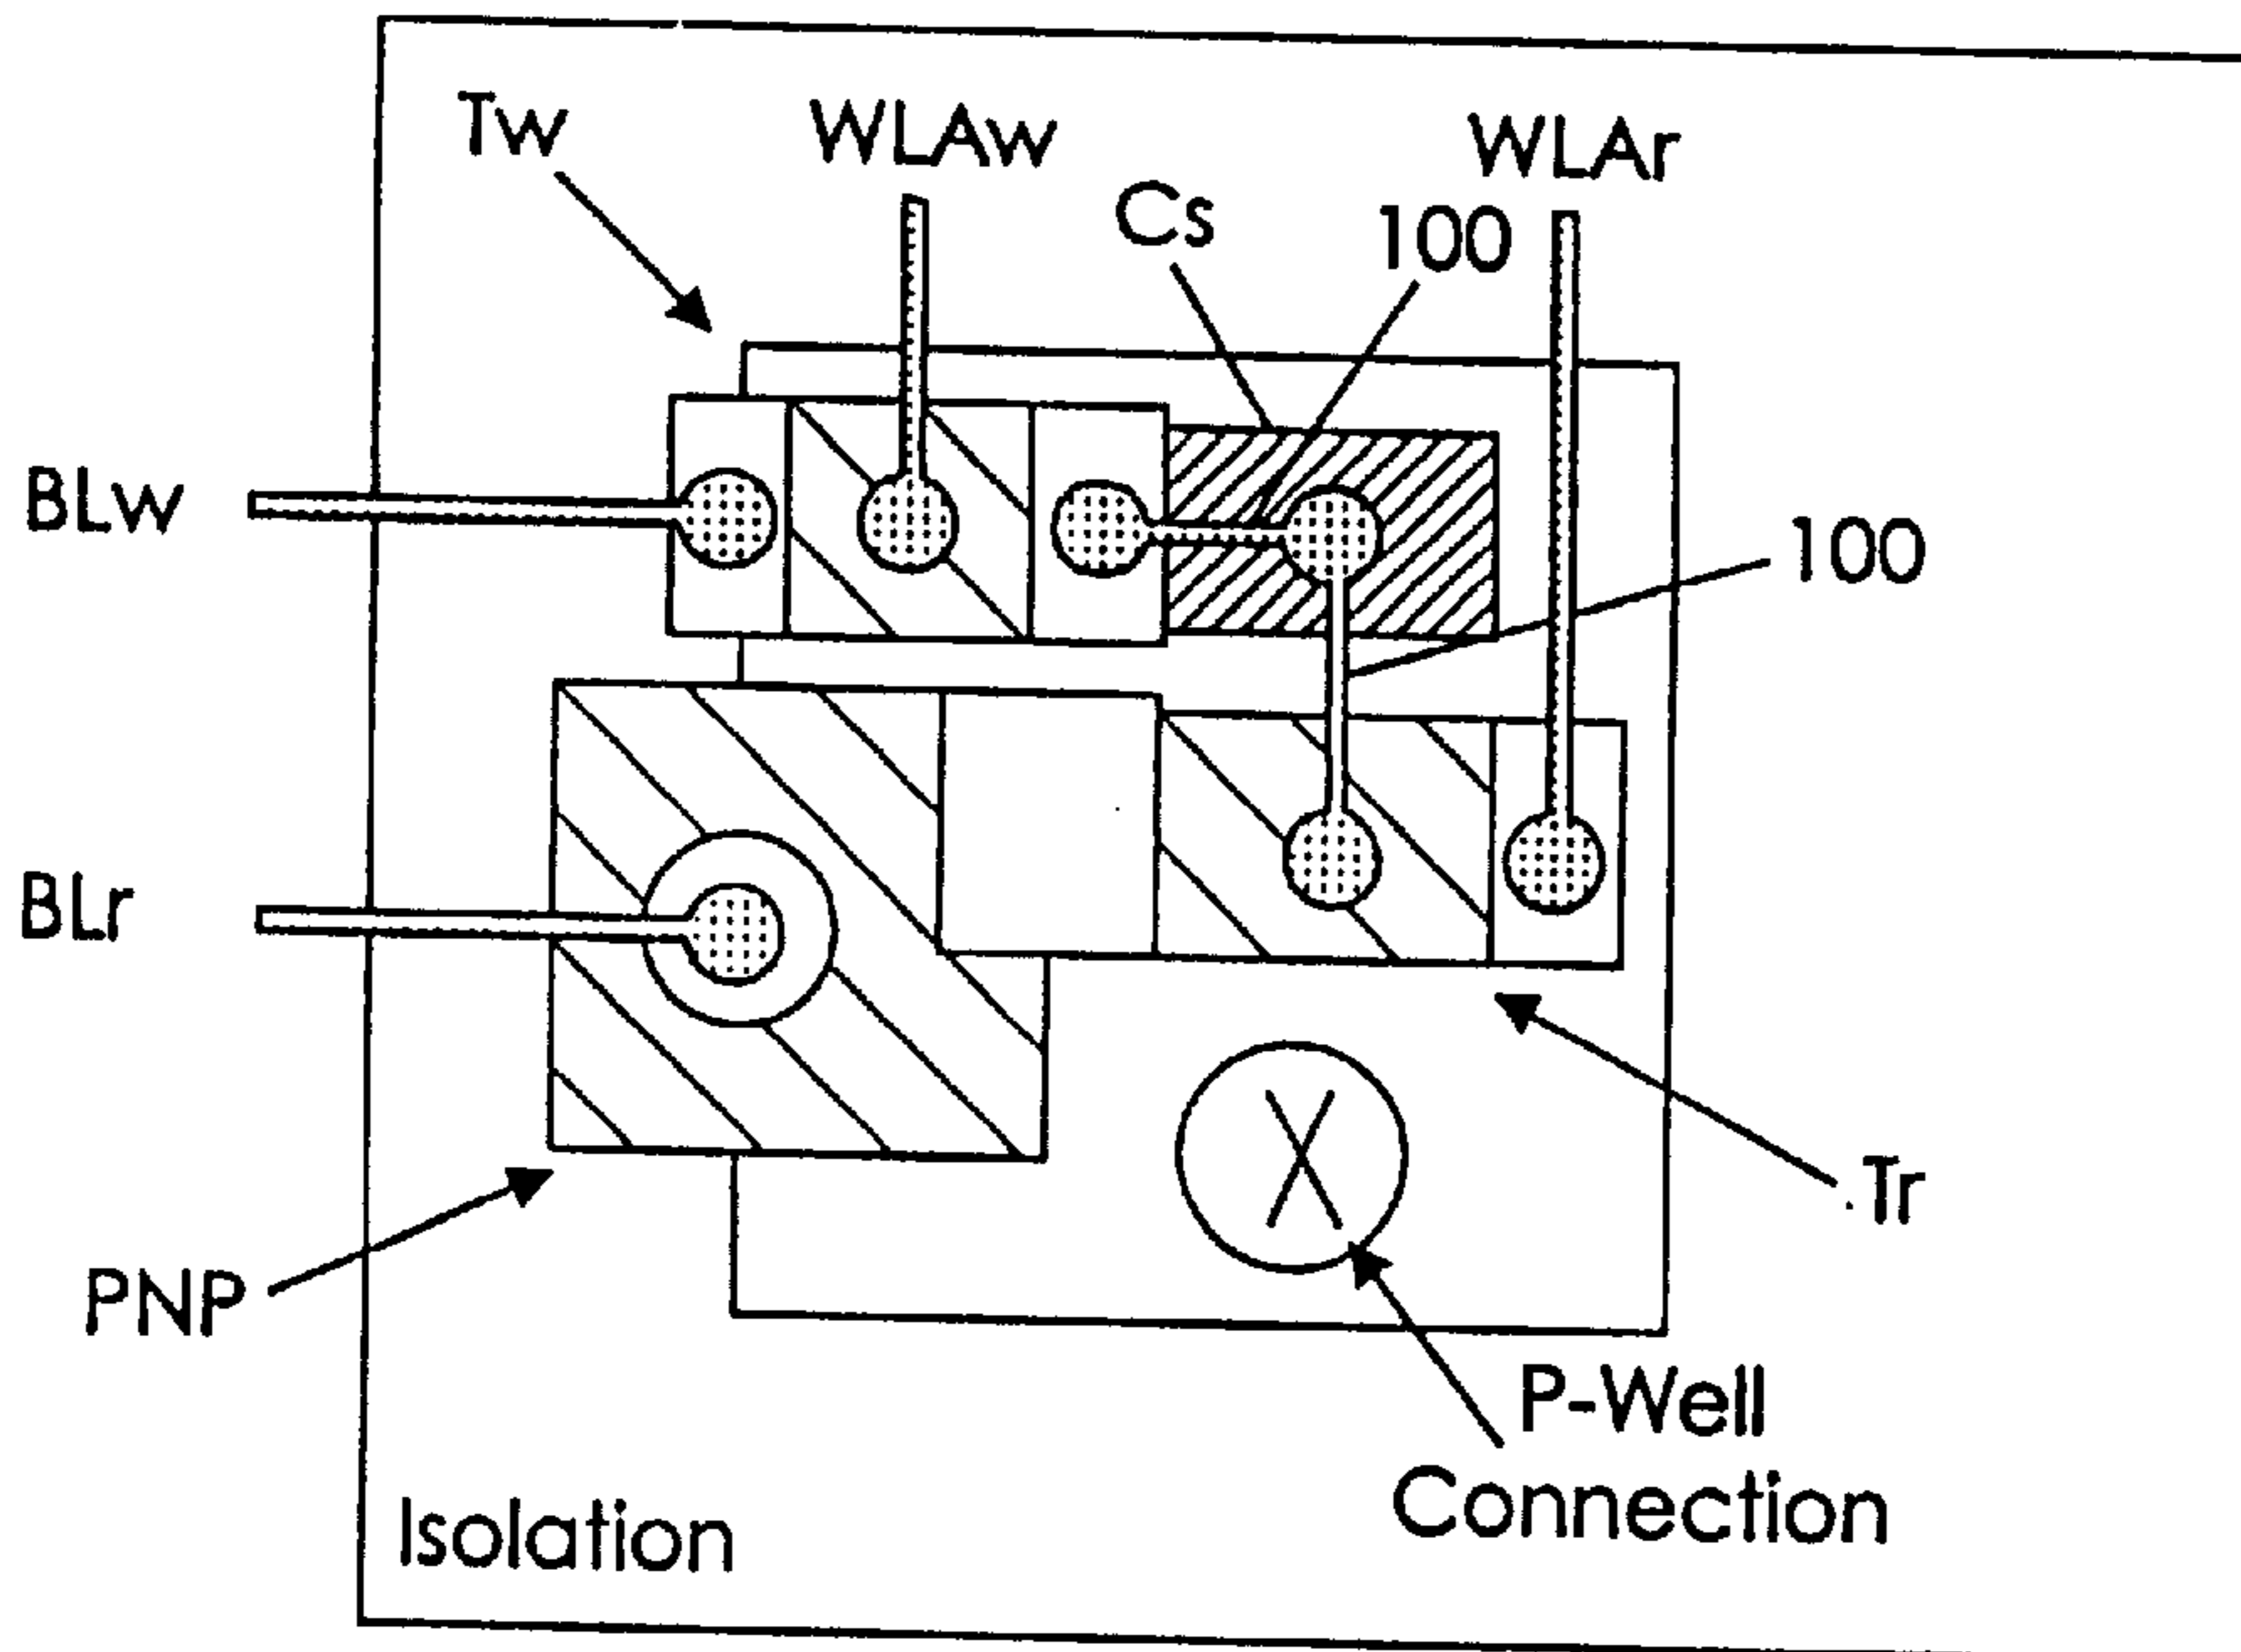 Tw
WLAw
WLAr
Cs
100
BLw
100
BLr
Tr
PNP
P-Well
Connection
Isolation
X